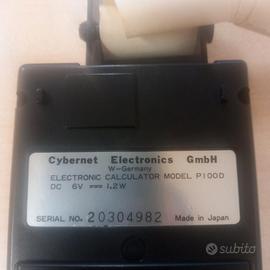 Cybernet Electronics GmbH
W-Germany
ELECTRONIC CALCULATOR MODEL P100D
DC 6V ⎓ 1.2W
SERIAL NO. 20304982 Made in Japan
subito